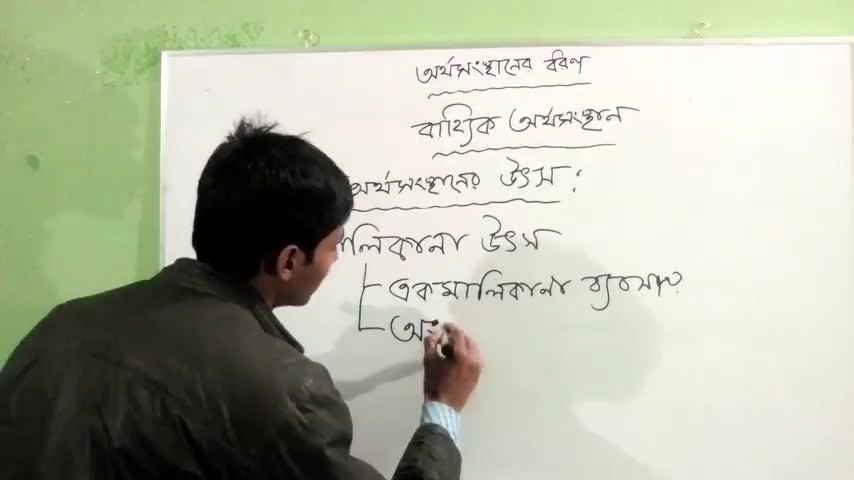 অর্থসংস্থানের ধরণ
বাহ্যিক অর্থসংস্থান
অর্থসংস্থানের উৎস :
মালিকানা উৎস
একমালিকানা ব্যবসায়
অং